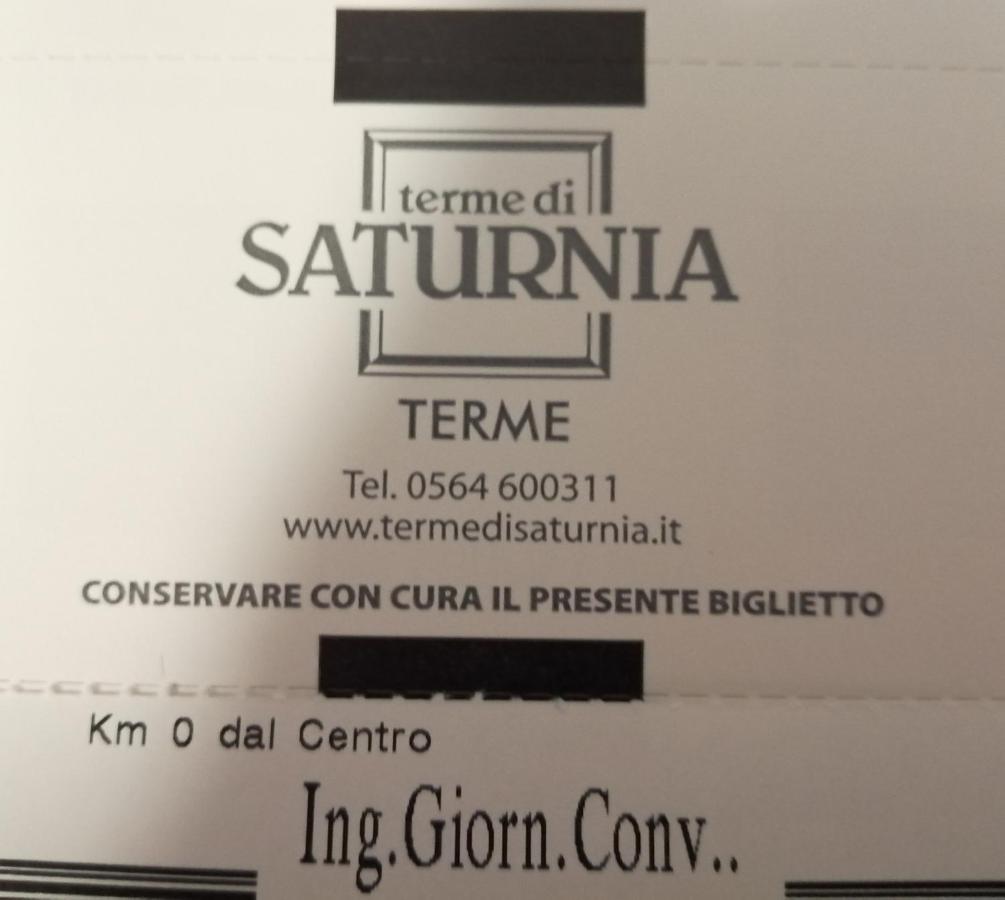 terme di
SATURNIA
TERME
Tel. 0564 600311
www.termedisaturnia.it
CONSERVARE CON CURA IL PRESENTE BIGLIETTO
Km 0 dal Centro
Ing.Giorn.Conv..